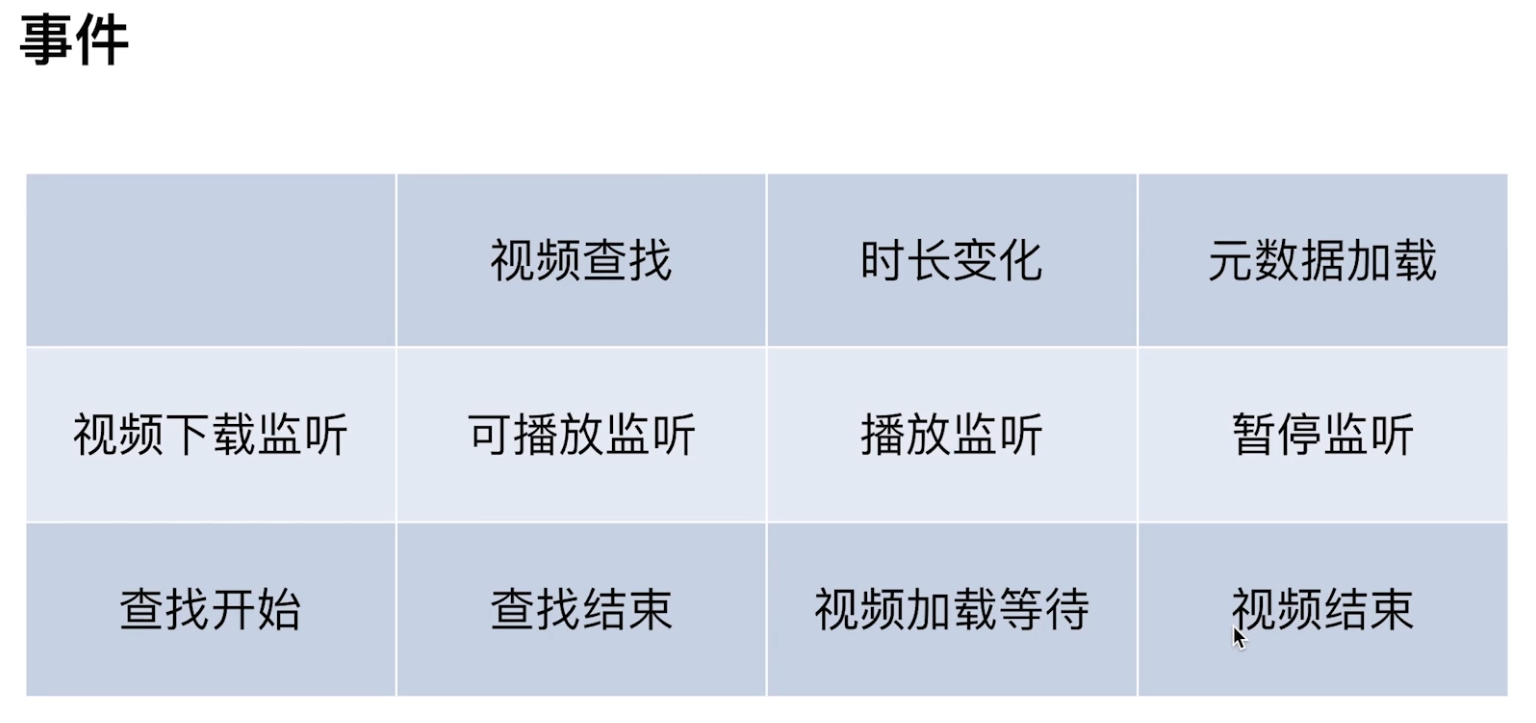 事件
视频查找
时长变化
元数据加载
视频下载监听
可播放监听
播放监听
暂停监听
查找开始
查找结束
视频加载等待
视频结束